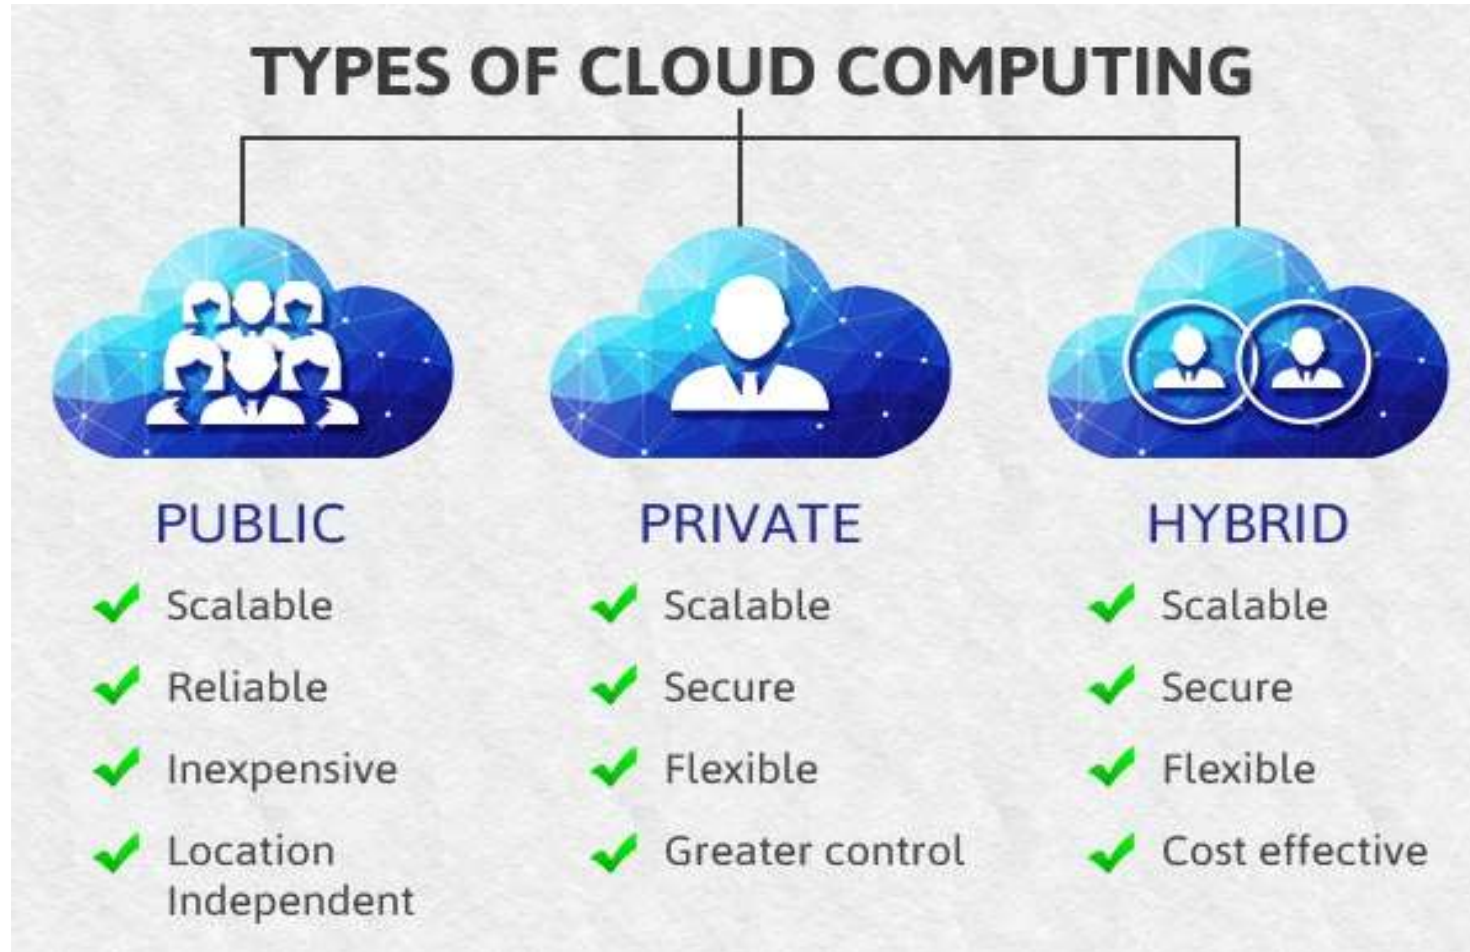 TYPES OF CLOUD COMPUTING
PUBLIC
Scalable
Reliable
Inexpensive
Location
Independent
PRIVATE
Scalable
Secure
Flexible
Greater control
HYBRID
Scalable
Secure
Flexible
Cost effective